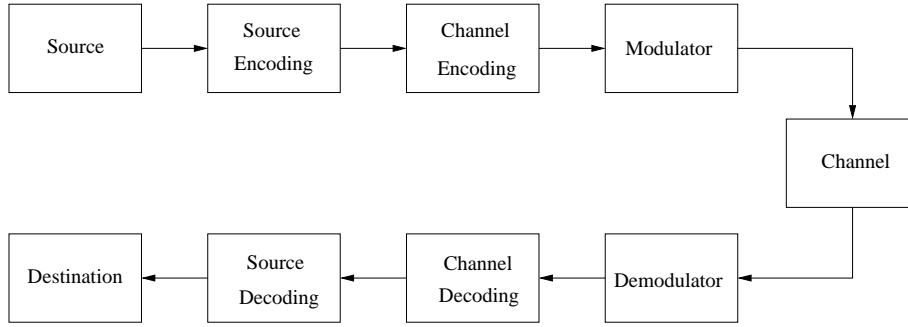 Source
Source
Encoding
Channel
Encoding
Modulator
Channel
Destination
Source
Decoding
Channel
Decoding
Demodulator